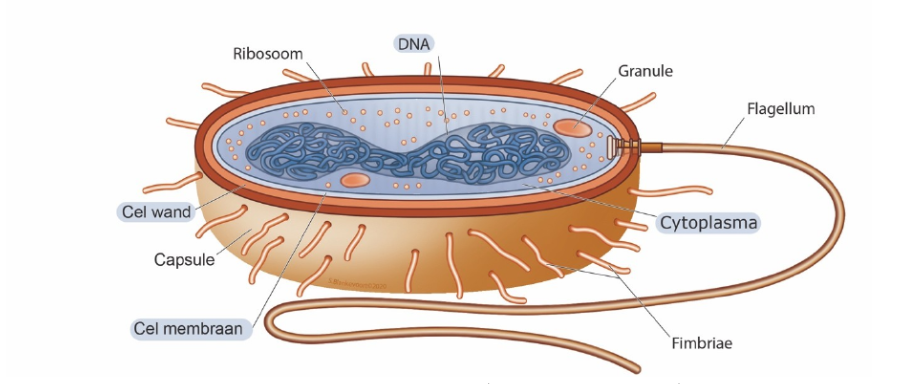 DNA
Ribosoom
Granule
Flagellum
Cel wand
Cytoplasma
Capsule
Cel membraan
Fimbriae